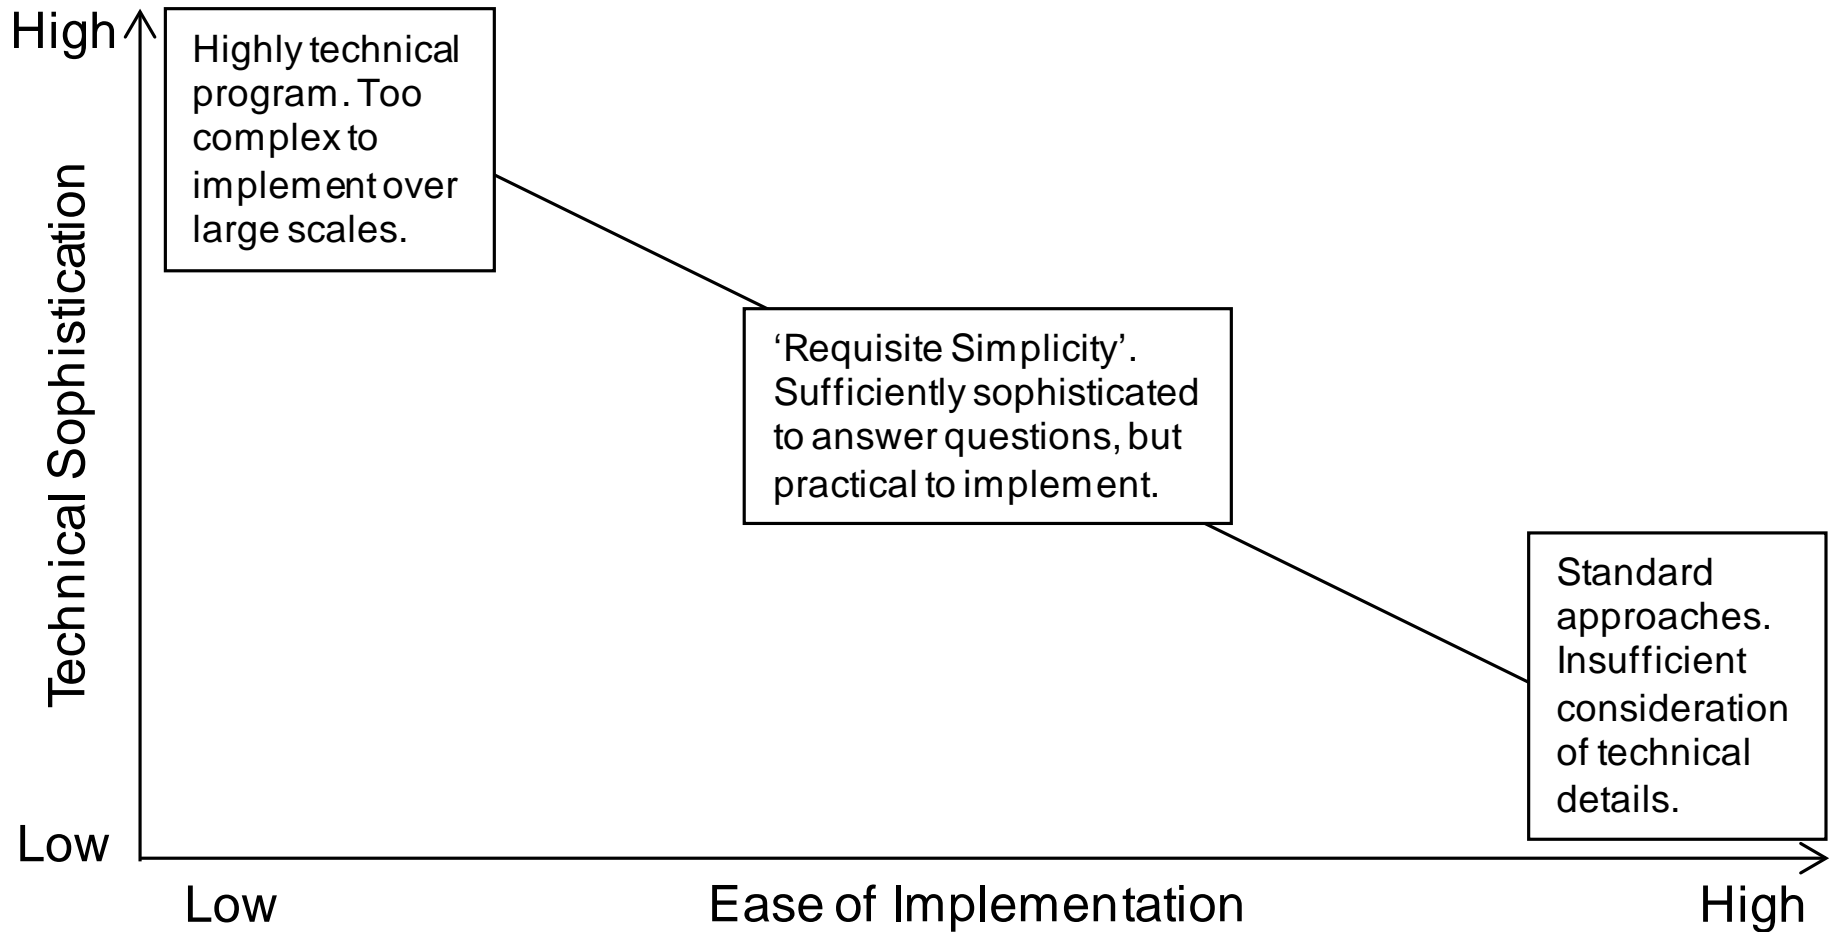 High
Highly technical
program. Too
complex to
implement over
large scales.
Technical Sophistication
‘Requisite Simplicity’.
Sufficiently sophisticated
to answer questions, but
practical to implement.
Standard
approaches.
Insufficient
consideration
of technical
details.
Low
Low
Ease of Implementation
High